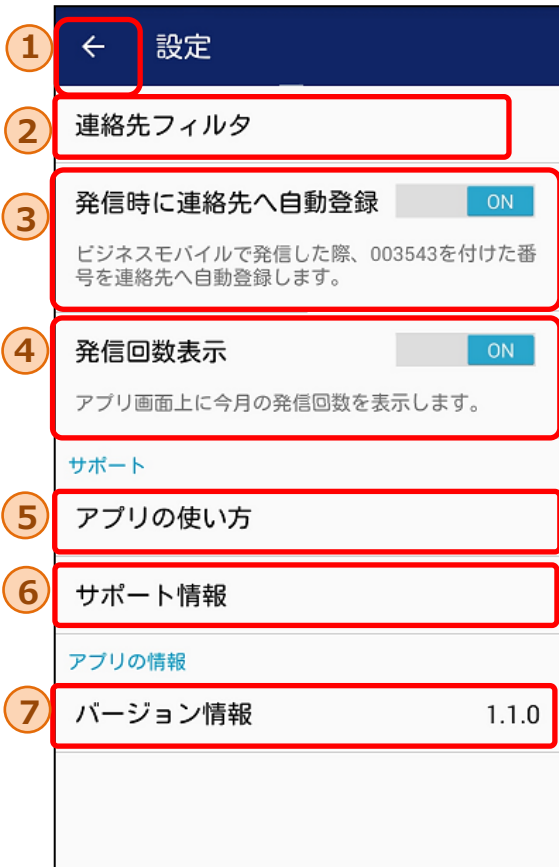 1 ← 設定
2 連絡先フィルタ
3 発信時に連絡先へ自動登録 ON
ビジネスモバイルで発信した際、003543を付けた番
号を連絡先へ自動登録します。
4 発信回数表示 ON
アプリ画面上に今月の発信回数を表示します。
サポート
5 アプリの使い方
6 サポート情報
アプリの情報
7 バージョン情報 1.1.0